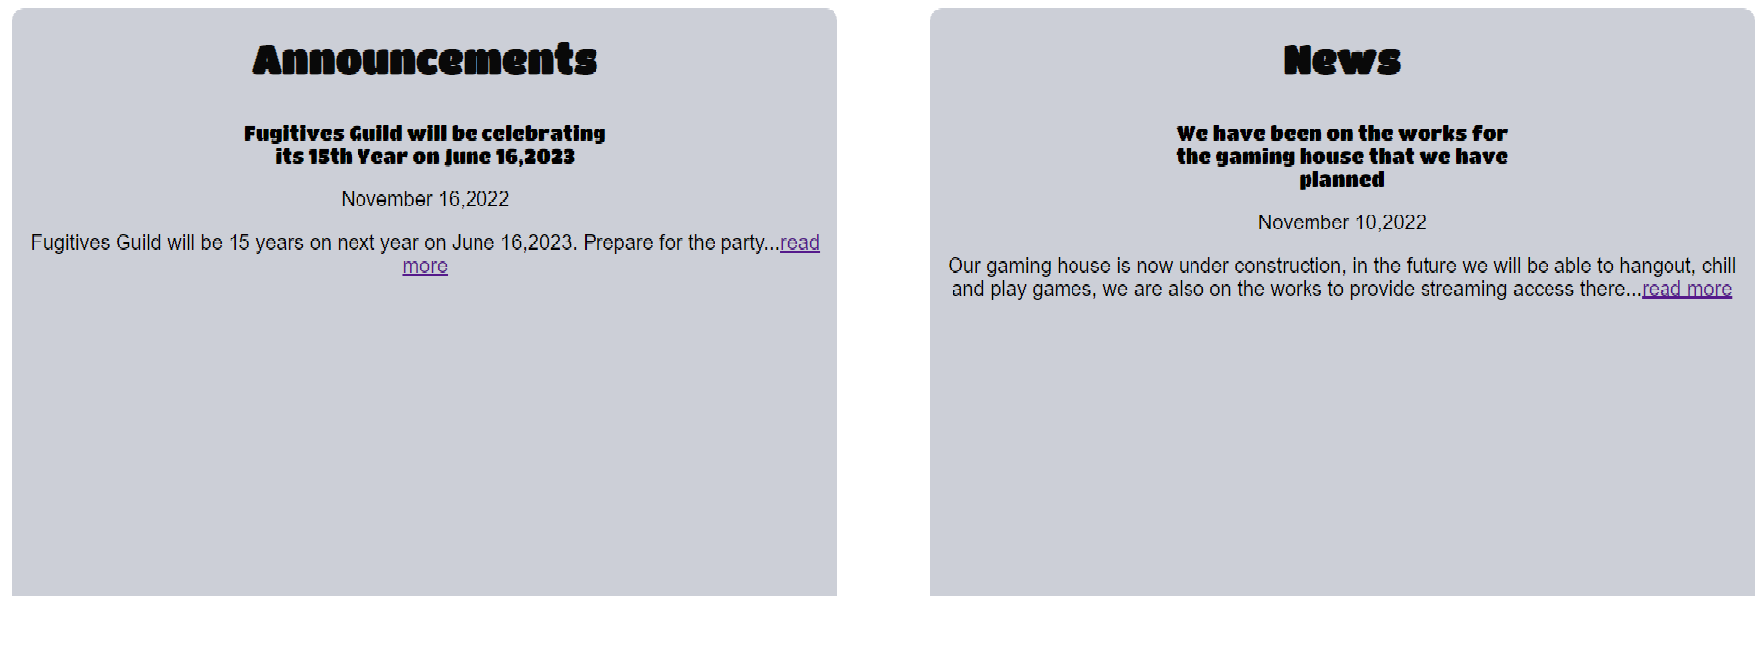 Announcements
Fugitives Guild will be celebrating
its 15th Year on June 16,2023
November 16,2022
Fugitives Guild will be 15 years on next year on June 16,2023. Prepare for the party...read
more
News
We have been on the works for
the gaming house that we have
planned
November 10,2022
Our gaming house is now under construction, in the future we will be able to hangout, chill
and play games, we are also on the works to provide streaming access there...read more